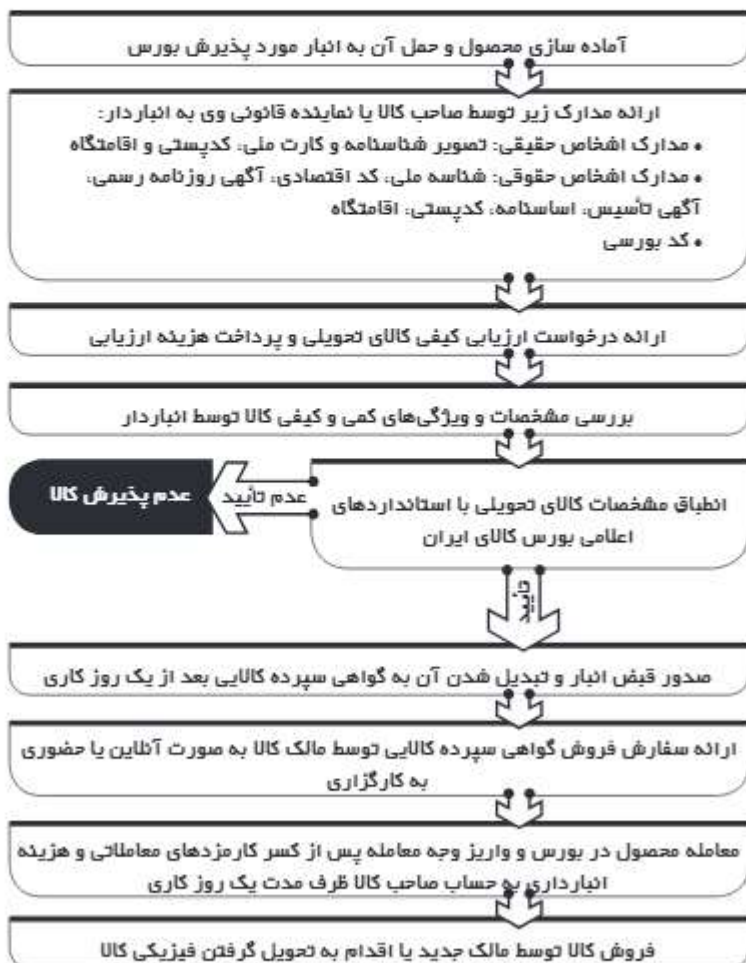 آماده سازی محصول و حمل آن به انبار مورد پذیرش بورس
ارائه مدارک زیر توسط صاحب کالا یا نماینده قانونی وی به انباردار:
• مدارک اشخاص حقیقی: تصویر شناسنامه و کارت ملی، کدپستی و اقامتگاه
• مدارک اشخاص حقوقی: شناسه ملی، کد اقتصادی، آگهی روزنامه رسمی،
آگهی تأسیس، اساسنامه، کدپستی، اقامتگاه
• کد بورسی
ارائه درخواست ارزیابی کیفی کالای تحویلی و پرداخت هزینه ارزیابی
بررسی مشخصات و ویژگی‌های کمی و کیفی کالا توسط انباردار
انطباق مشخصات کالای تحویلی با استانداردهای
اعلامی بورس کالای ایران
عدم تأیید
عدم پذیرش کالا
تأیید
صدور قبض انبار و تبدیل شدن آن به گواهی سپرده کالایی بعد از یک روز کاری
ارائه سفارش فروش گواهی سپرده کالایی توسط مالک کالا به صورت آنلاین یا حضوری
به کارگزاری
معامله محصول در بورس و واریز وجه معامله پس از کسر کارمزدهای معاملاتی و هزینه
انبارداری به حساب صاحب کالا ظرف مدت یک روز کاری
فروش کالا توسط مالک جدید یا اقدام به تحویل گرفتن فیزیکی کالا